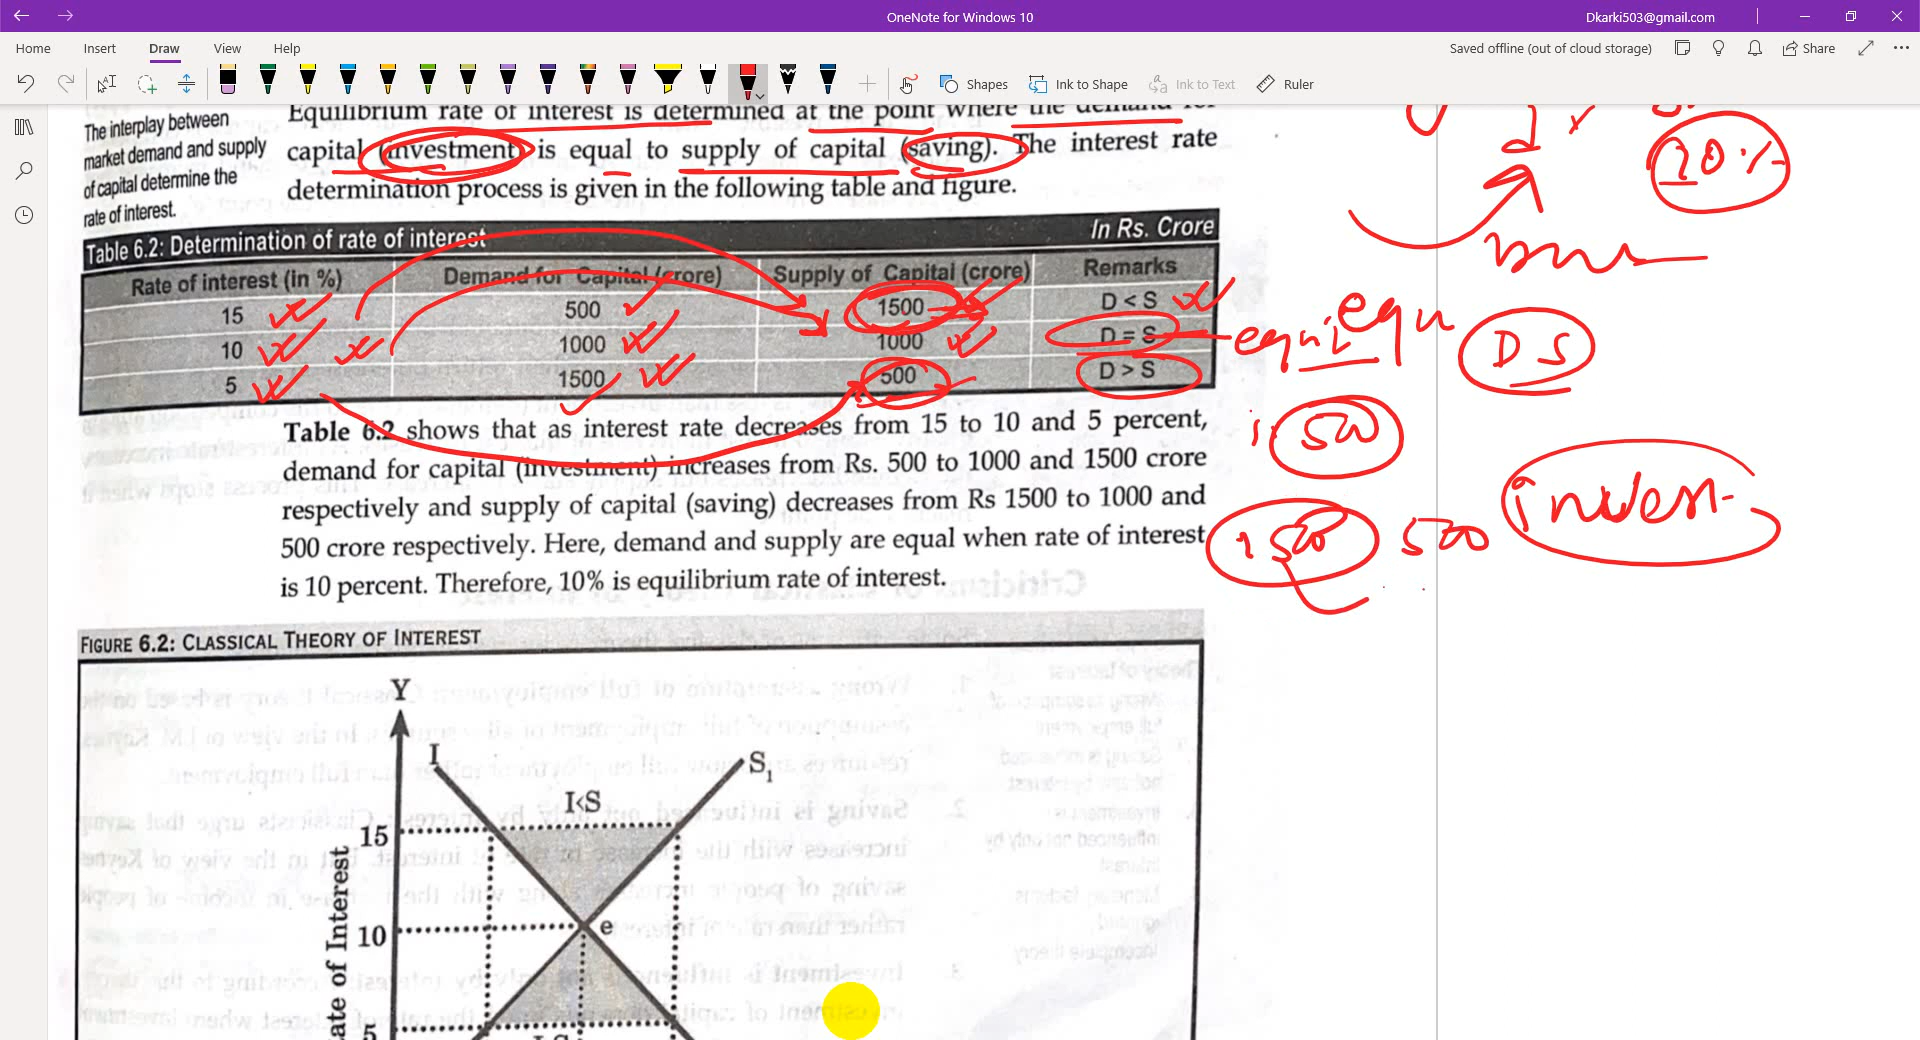 OneNote for Windows 10
Dkarki503@gmail.com
Home Insert Draw View Help
Saved offline (out of cloud storage)
Share
Shapes
Ink to Shape
Ink to Text
Ruler
The interplay between
market demand and supply
of capital determine the
rate of interest.
Equilibrium rate of interest is determined at the point where the demand for
capital (investment) is equal to supply of capital (saving). The interest rate
determination process is given in the following table and figure.
20%
Table 6.2: Determination of rate of interest In Rs. Crore
Rate of interest (in %) Demand for Capital (crore) Supply of Capital (crore) Remarks
15 500 1500 D < S
10 1000 1000 D = S
5 1500 500 D > S
equi equ
D S
500
1500 500
invest
Table 6.2 shows that as interest rate decreases from 15 to 10 and 5 percent,
demand for capital (investment) increases from Rs. 500 to 1000 and 1500 crore
respectively and supply of capital (saving) decreases from Rs 1500 to 1000 and
500 crore respectively. Here, demand and supply are equal when rate of interest
is 10 percent. Therefore, 10% is equilibrium rate of interest.
FIGURE 6.2: CLASSICAL THEORY OF INTEREST
Y
I
S1
I<S
15
e
10
5
ate of Interest